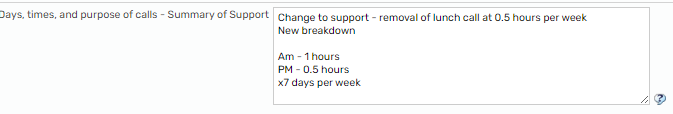 Days, times, and purpose of calls - Summary of Support
Change to support - removal of lunch call at 0.5 hours per week
New breakdown
Am - 1 hours
PM - 0.5 hours
x7 days per week
?